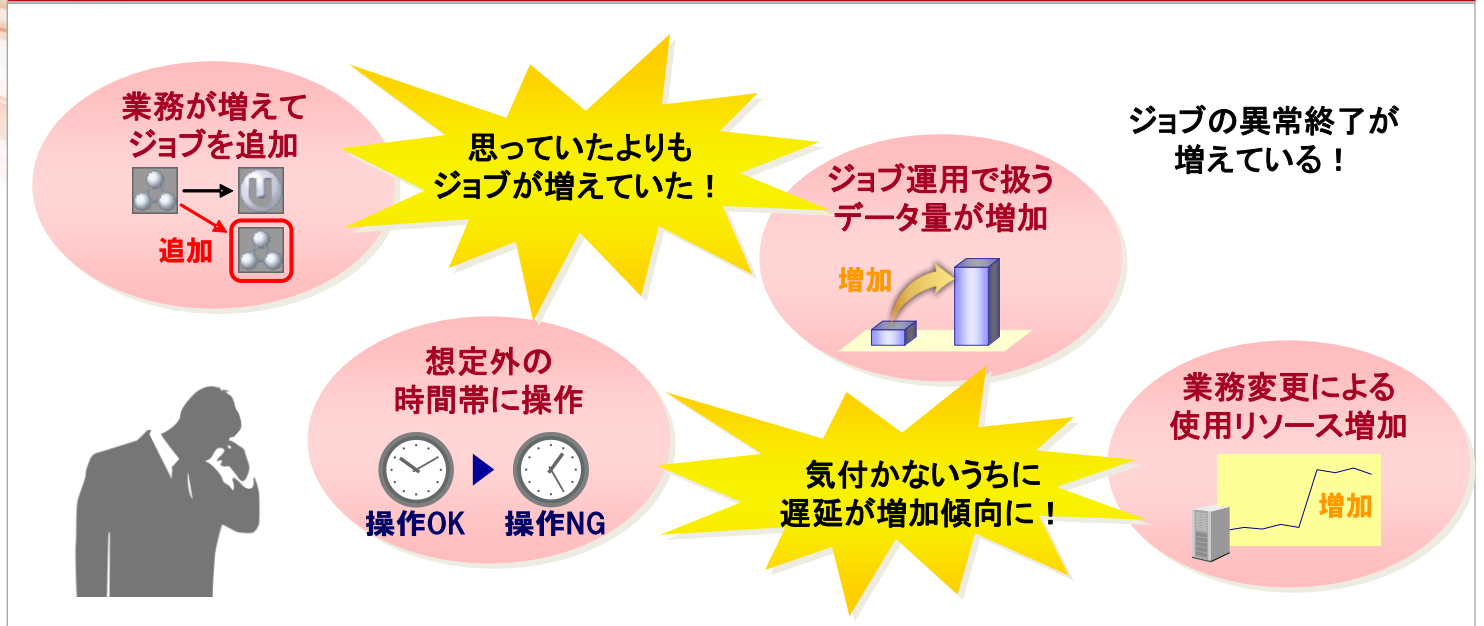 業務が増えて
ジョブを追加
追加
思っていたよりも
ジョブが増えていた！
ジョブ運用で扱う
データ量が増加
増加
ジョブの異常終了が
増えている！
想定外の
時間帯に操作
操作OK
操作NG
気付かないうちに
遅延が増加傾向に！
業務変更による
使用リソース増加
増加